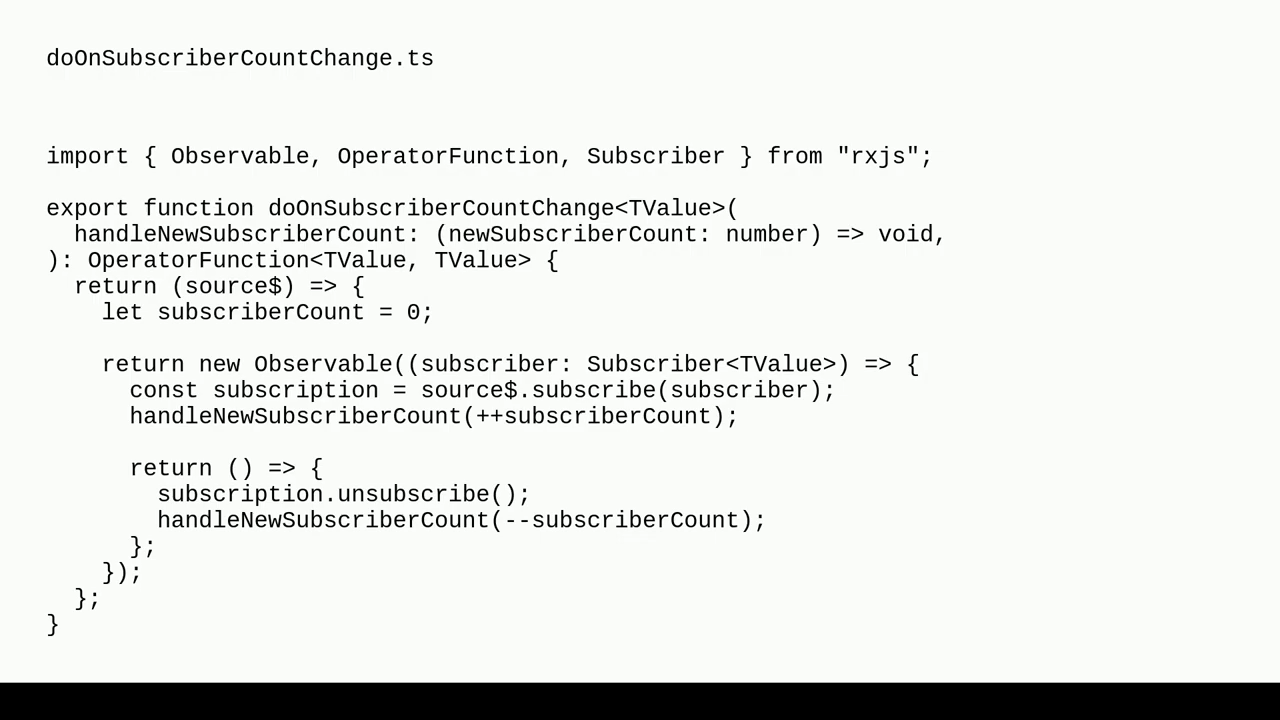 doOnSubscriberCountChange.ts
import { Observable, OperatorFunction, Subscriber } from "rxjs";
export function doOnSubscriberCountChange<TValue>(
  handleNewSubscriberCount: (newSubscriberCount: number) => void,
): OperatorFunction<TValue, TValue> {
  return (source$) => {
    let subscriberCount = 0;
    return new Observable((subscriber: Subscriber<TValue>) => {
      const subscription = source$.subscribe(subscriber);
      handleNewSubscriberCount(++subscriberCount);
      return () => {
        subscription.unsubscribe();
        handleNewSubscriberCount(--subscriberCount);
      };
    });
  };
}